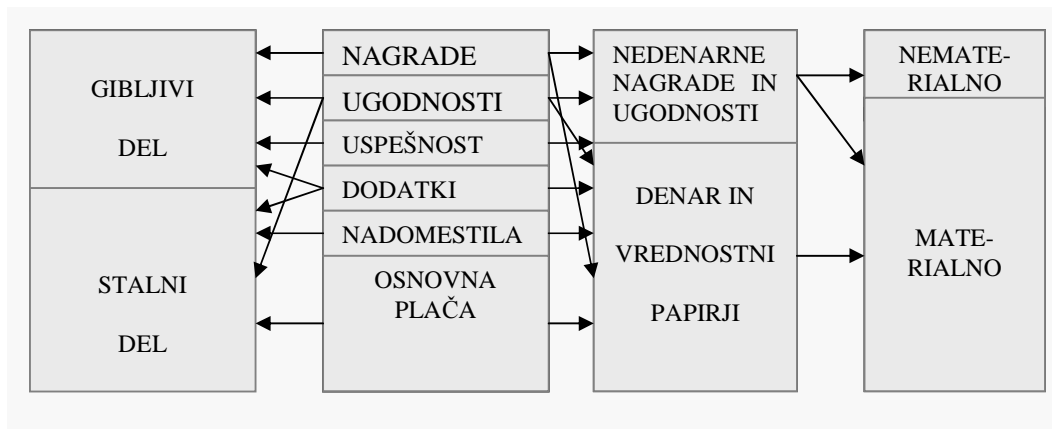 GIBLJIVI
DEL
STALNI
DEL
NAGRADE
UGODNOSTI
USPEŠNOST
DODATKI
NADOMESTILA
OSNOVNA
PLAČA
NEDENARNE
NAGRADE IN
UGODNOSTI
DENAR IN
VREDNOSTNI
PAPIRJI
NEMATE-
RIALNO
MATE-
RIALNO